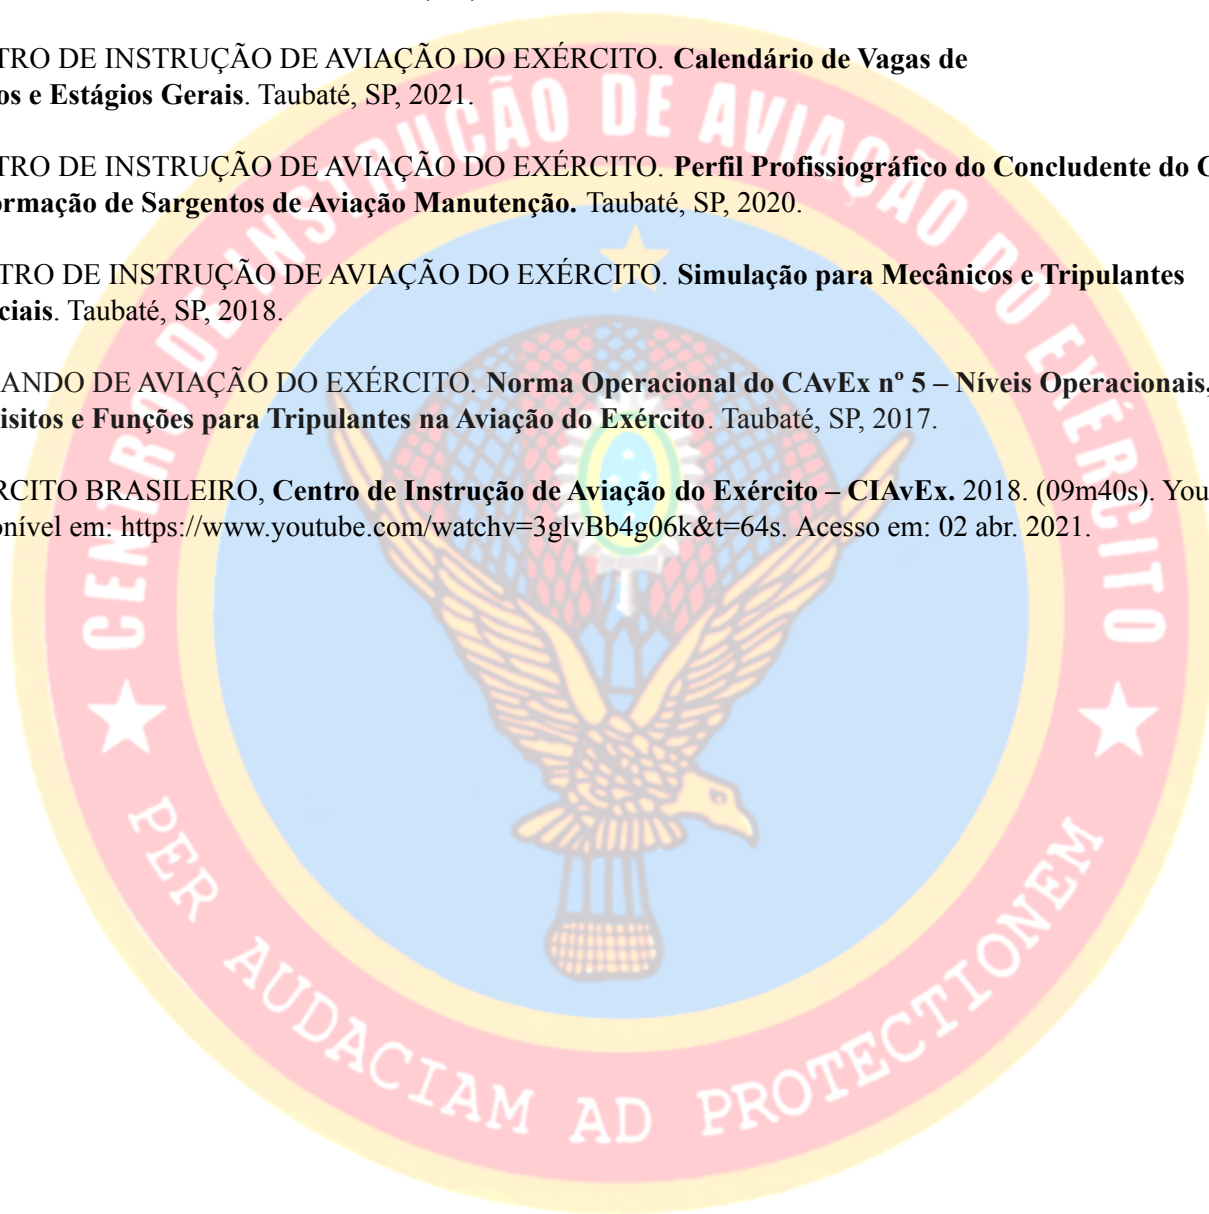 TRO DE INSTRUÇÃO DE AVIAÇÃO DO EXÉRCITO. Calendário de Vagas de
os e Estágios Gerais. Taubaté, SP, 2021.
TRO DE INSTRUÇÃO DE AVIAÇÃO DO EXÉRCITO. Perfil Profissiográfico do Concludente do C
ormação de Sargentos de Aviação Manutenção. Taubaté, SP, 2020.
TRO DE INSTRUÇÃO DE AVIAÇÃO DO EXÉRCITO. Simulação para Mecânicos e Tripulantes
ciais. Taubaté, SP, 2018.
ANDO DE AVIAÇÃO DO EXÉRCITO. Norma Operacional do CAvEx nº 5 – Níveis Operacionais,
isitos e Funções para Tripulantes na Aviação do Exército. Taubaté, SP, 2017.
RCITO BRASILEIRO, Centro de Instrução de Aviação do Exército – CIAvEx. 2018. (09m40s). You
onível em: https://www.youtube.com/watchv=3glvBb4g06k&t=64s. Acesso em: 02 abr. 2021.
CENTRO DE INSTRUÇÃO DE AVIAÇÃO DO EXÉRCITO
PER AUDACIAM AD PROTECTIONEM